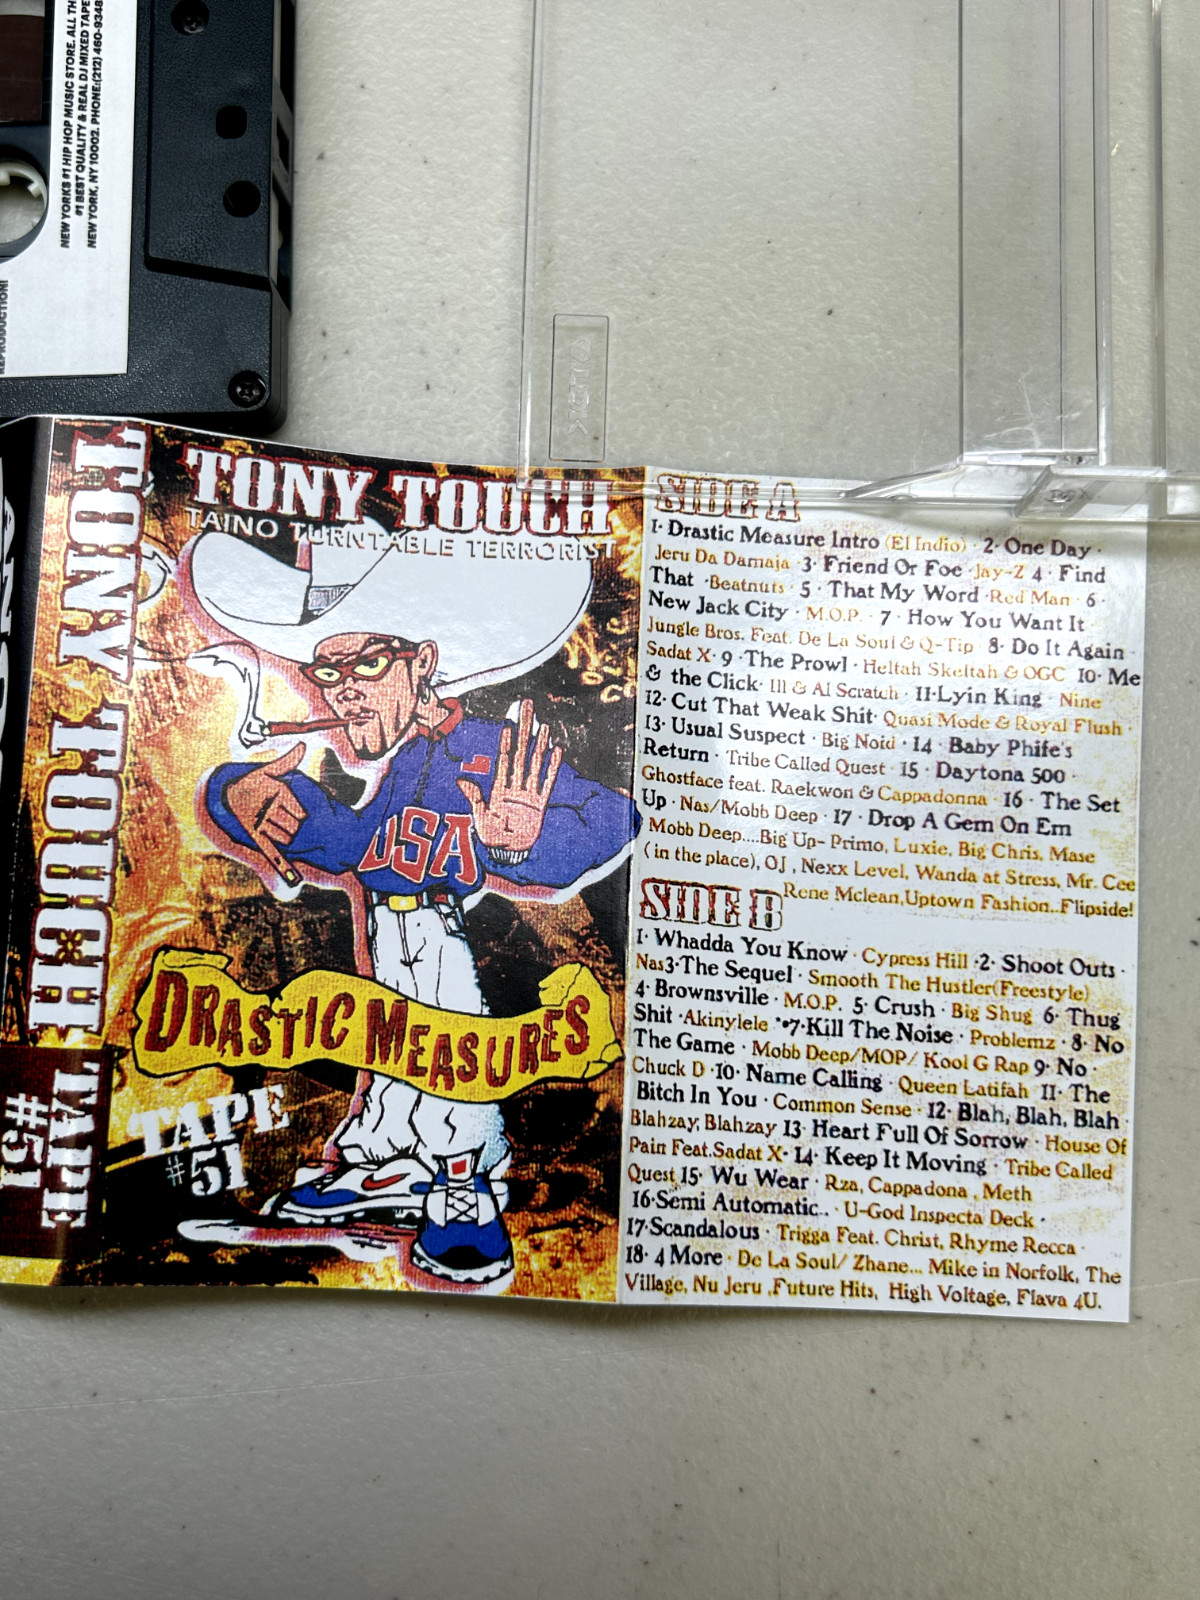 NEW YORKS #1 HIP HOP MUSIC STORE. ALL TH
#1 BEST QUALITY & REAL DJ MIXED TAPE
NEW YORK, NY 10002. PHONE:(212) 460-9348
REPRODUCTION!
TONY TOUCH TAPE
#51
TONY TOUCH
TAINO TURNTABLE TERRORIST
USA
DRASTIC MEASURES
TAPE
#51
SIDE A
1· Drastic Measure Intro (El Indio) · 2· One Day ·
Jeru Da Damaja ·3· Friend Or Foe ·Jay-Z 4 · Find
That ·Beatnuts · 5 · That My Word ·Red Man · 6 ·
New Jack City · M.O.P. · 7 · How You Want It
Jungle Bros. Feat. De La Soul & Q-Tip · 8· Do It Again ·
Sadat X· 9 ·The Prowl · Heltah Skeltah & OGC 10· Me
& the Click· Ill & Al Scratch · 11·Lyin King · Nine
12· Cut That Weak Shit· Quasi Mode & Royal Flush ·
13· Usual Suspect · Big Noid · 14 · Baby Phife's
Return · Tribe Called Quest · 15 · Daytona 500 ·
Ghostface feat. Raekwon & Cappadonna · 16 · The Set
Up · Nas/Mobb Deep · 17 · Drop A Gem On Em
Mobb Deep....Big Up- Primo, Luxie, Big Chris, Mase
( in the place), OJ , Nexx Level, Wanda at Stress, Mr. Cee
Rene Mclean,Uptown Fashion..Flipside!
SIDE B
1· Whadda You Know · Cypress Hill ·2· Shoot Outs ·
Nas3·The Sequel · Smooth The Hustler(Freestyle)
4· Brownsville · M.O.P. 5· Crush · Big Shug 6· Thug
Shit ·Akinylele ·•7·Kill The Noise · Problemz · 8· No
The Game · Mobb Deep/MOP/ Kool G Rap 9· No ·
Chuck D ·10· Name Calling · Queen Latifah 11· The
Bitch In You · Common Sense · 12· Blah, Blah, Blah
Blahzay, Blahzay 13· Heart Full Of Sorrow · House Of
Pain Feat.Sadat X· 14· Keep It Moving · Tribe Called
Quest 15· Wu Wear · Rza, Cappadona , Meth
16·Semi Automatic.. · U-God Inspecta Deck ·
17·Scandalous · Trigga Feat. Christ, Rhyme Recca ·
18· 4 More · De La Soul/ Zhane... Mike in Norfolk, The
Village, Nu Jeru ,Future Hits, High Voltage, Flava 4U.